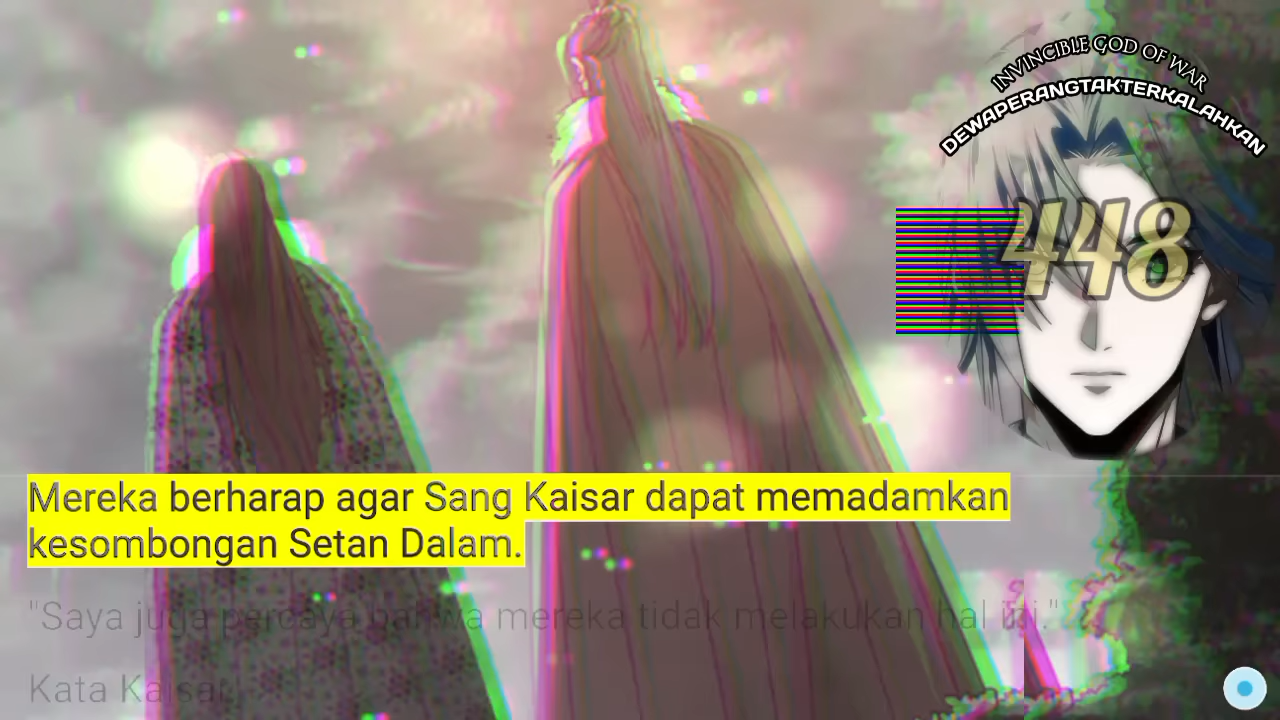 INVINCIBLE GOD OF WAR
DEWAPERANGTAKTERKALAHKAN
448
Mereka berharap agar Sang Kaisar dapat memadamkan
kesombongan Setan Dalam.
"Saya juga percaya bahwa mereka tidak melakukan hal ini."
Kata Kaisar.